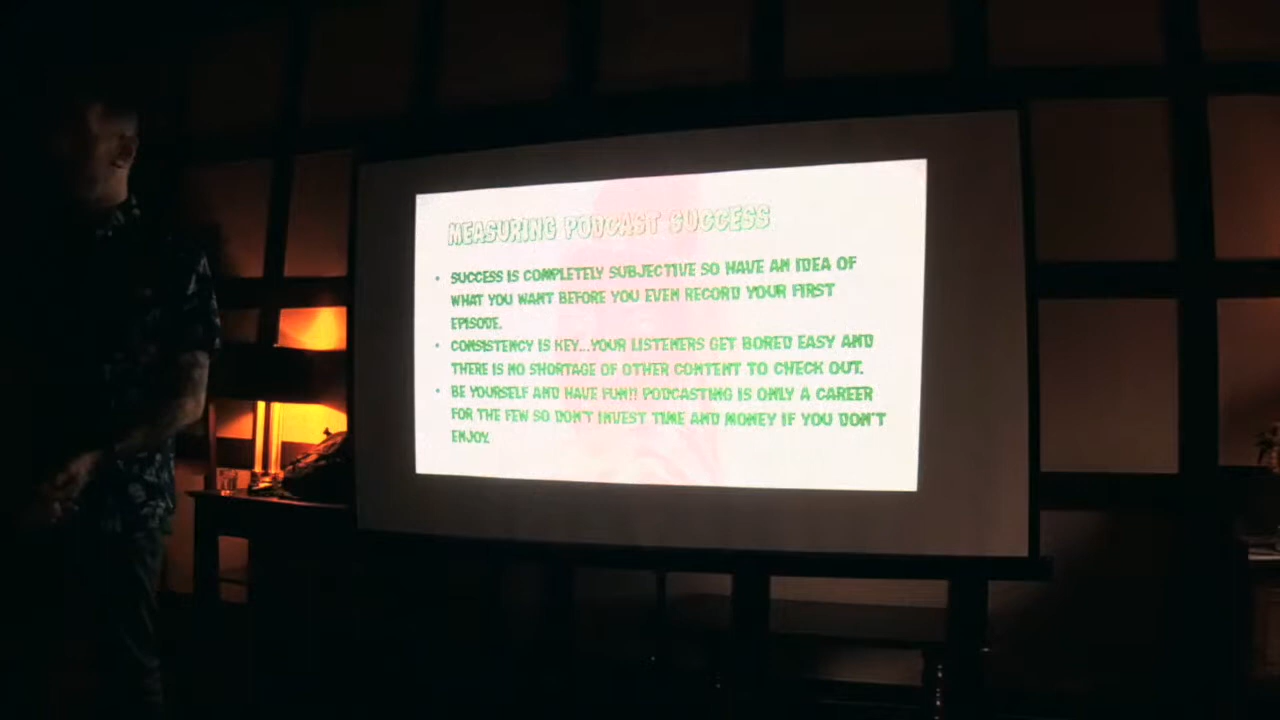 MEASURING PODCAST SUCCESS
• SUCCESS IS COMPLETELY SUBJECTIVE SO HAVE AN IDEA OF
WHAT YOU WANT BEFORE YOU EVEN RECORD YOUR FIRST
EPISODE.
• CONSISTENCY IS KEY...YOUR LISTENERS GET BORED EASY AND
THERE IS NO SHORTAGE OF OTHER CONTENT TO CHECK OUT.
• BE YOURSELF AND HAVE FUN!! PODCASTING IS ONLY A CAREER
FOR THE FEW SO DON'T INVEST TIME AND MONEY IF YOU DON'T
ENJOY.